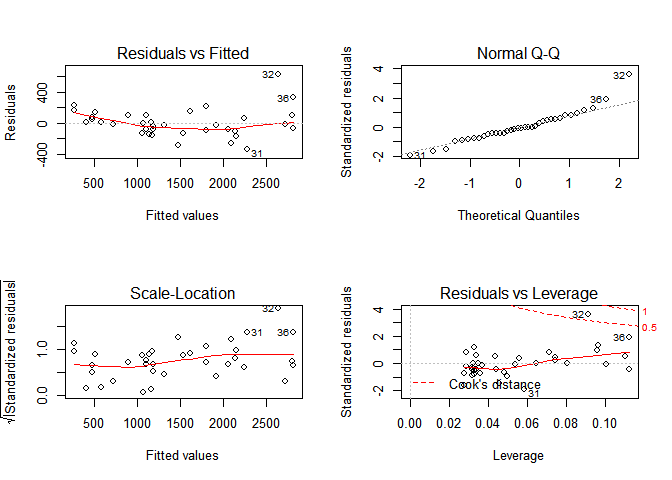 Residuals vs Fitted
Residuals
400
0
-400
32
36
31
500 1000 1500 2000 2500
Fitted values
Normal Q-Q
Standardized residuals
4
2
0
-2
32
36
31
-2 -1 0 1 2
Theoretical Quantiles
Scale-Location
√|Standardized residuals|
1.0
0.0
32
31
36
500 1000 1500 2000 2500
Fitted values
Residuals vs Leverage
Standardized residuals
4
2
0
-2
32
36
31
1
0.5
Cook's distance
0.00 0.02 0.04 0.06 0.08 0.10
Leverage